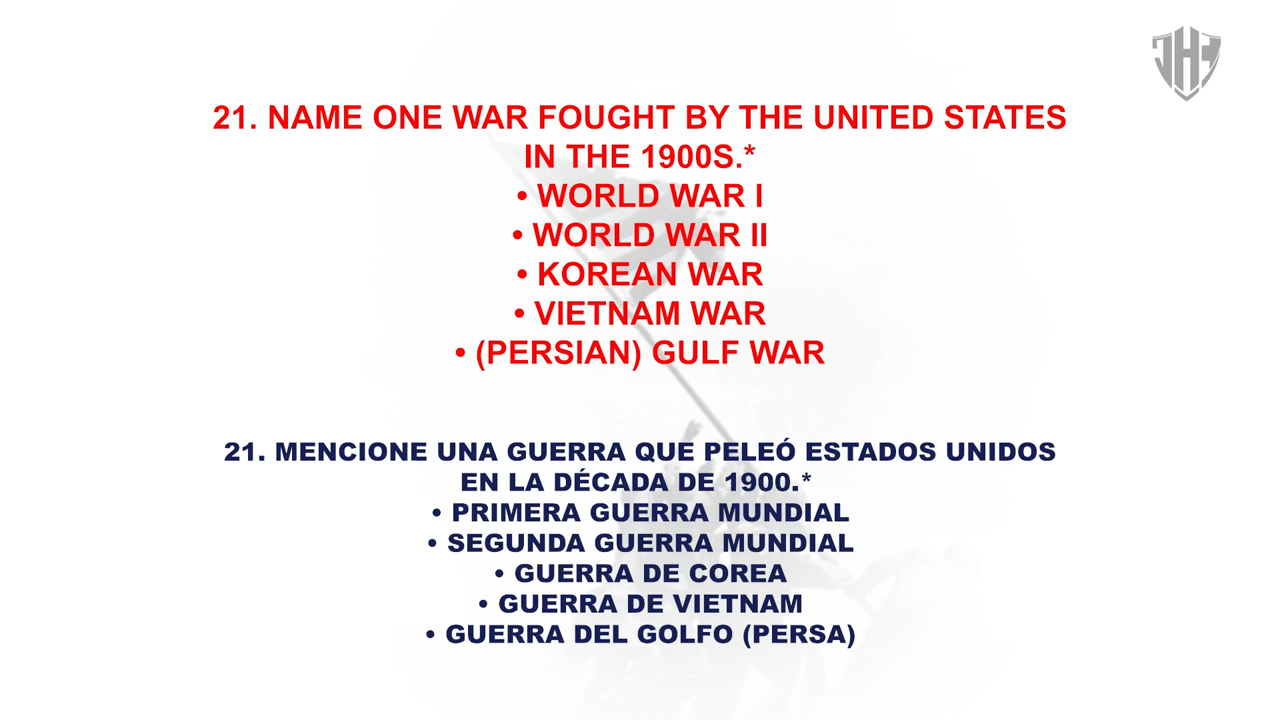 JHE
21. NAME ONE WAR FOUGHT BY THE UNITED STATES
IN THE 1900S.*
• WORLD WAR I
• WORLD WAR II
• KOREAN WAR
• VIETNAM WAR
• (PERSIAN) GULF WAR
21. MENCIONE UNA GUERRA QUE PELEÓ ESTADOS UNIDOS
EN LA DÉCADA DE 1900.*
• PRIMERA GUERRA MUNDIAL
• SEGUNDA GUERRA MUNDIAL
• GUERRA DE COREA
• GUERRA DE VIETNAM
• GUERRA DEL GOLFO (PERSA)